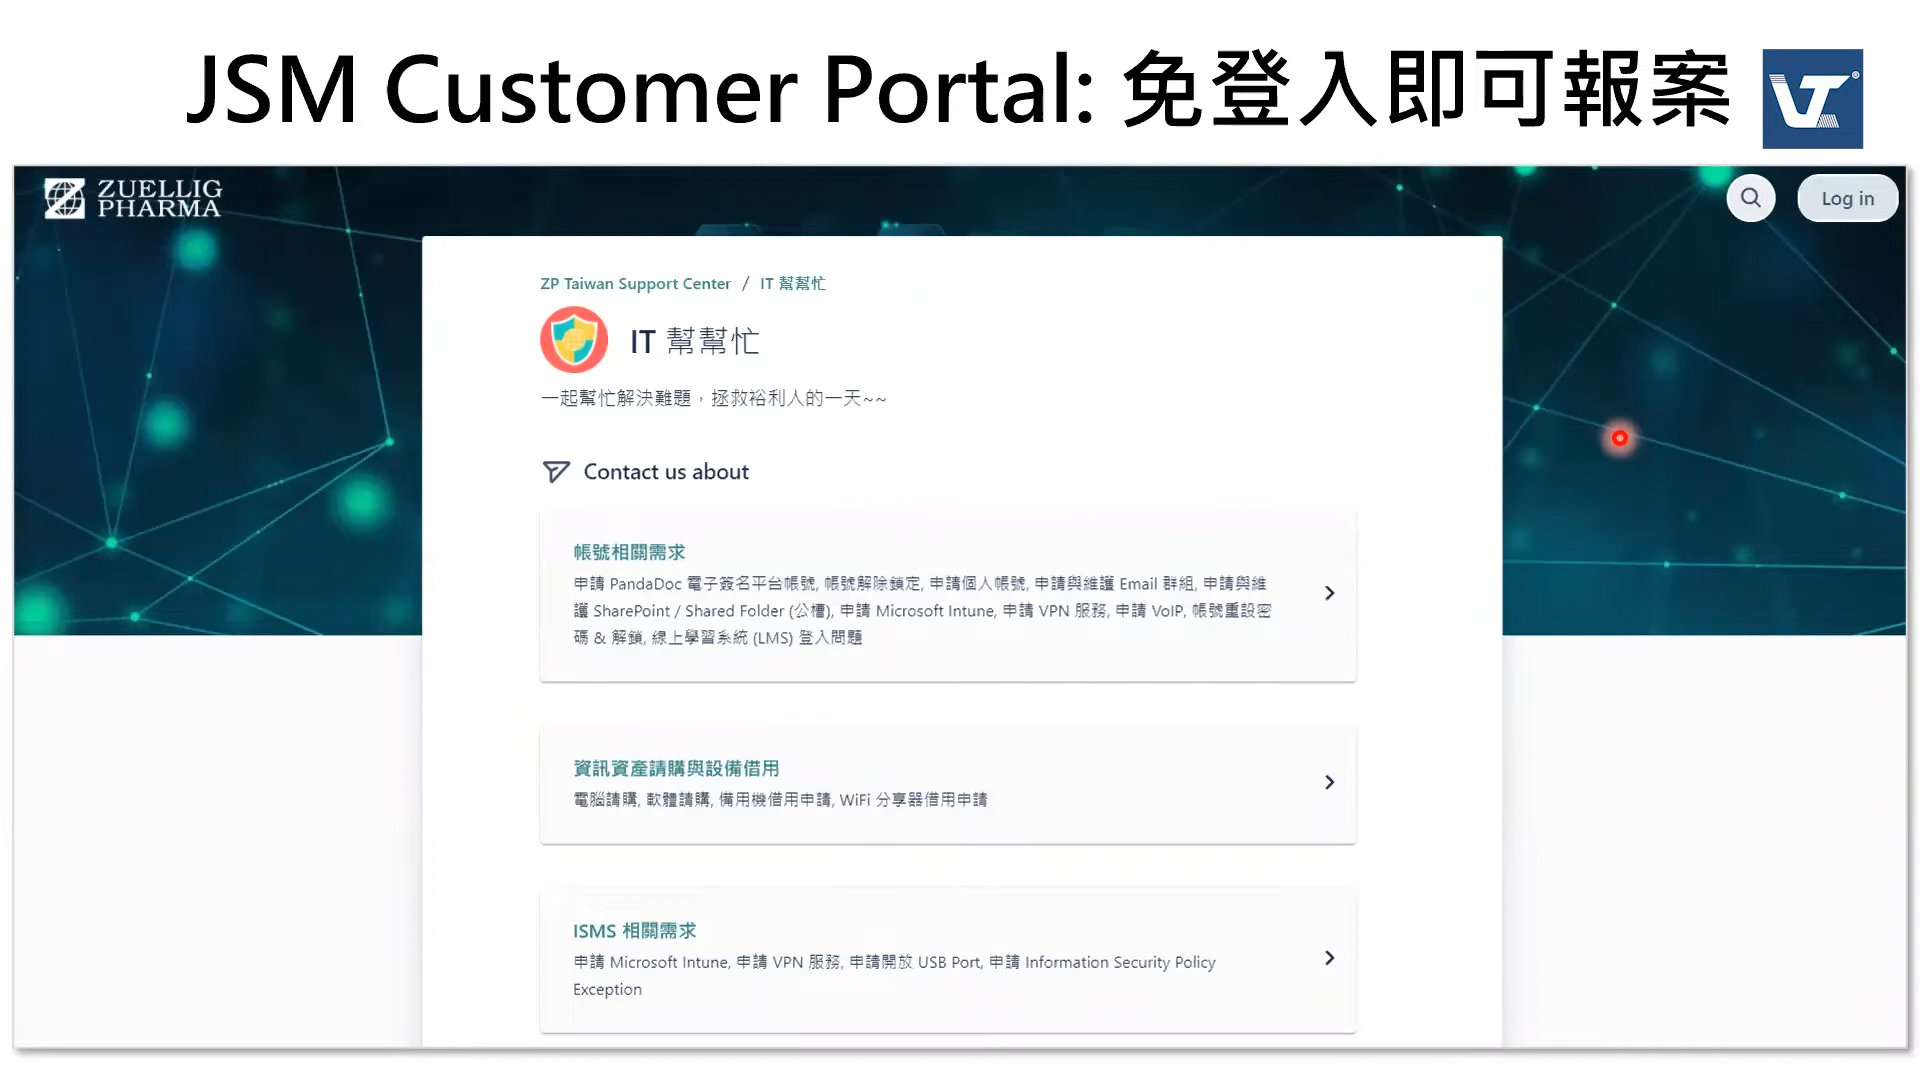 JSM Customer Portal: 免登入即可報案
VT®
ZUELLIG
PHARMA
Log in
ZP Taiwan Support Center / IT 幫幫忙
IT 幫幫忙
一起幫忙解決難題，拯救裕利人的一天~~
Contact us about
帳號相關需求
申請 PandaDoc 電子簽名平台帳號, 帳號解除鎖定, 申請個人帳號, 申請與維護 Email 群組, 申請與維
護 SharePoint / Shared Folder (公槽), 申請 Microsoft Intune, 申請 VPN 服務, 申請 VoIP, 帳號重設密
碼 & 解鎖, 線上學習系統 (LMS) 登入問題
資訊資產請購與設備借用
電腦請購, 軟體請購, 備用機借用申請, WiFi 分享器借用申請
ISMS 相關需求
申請 Microsoft Intune, 申請 VPN 服務, 申請開放 USB Port, 申請 Information Security Policy
Exception